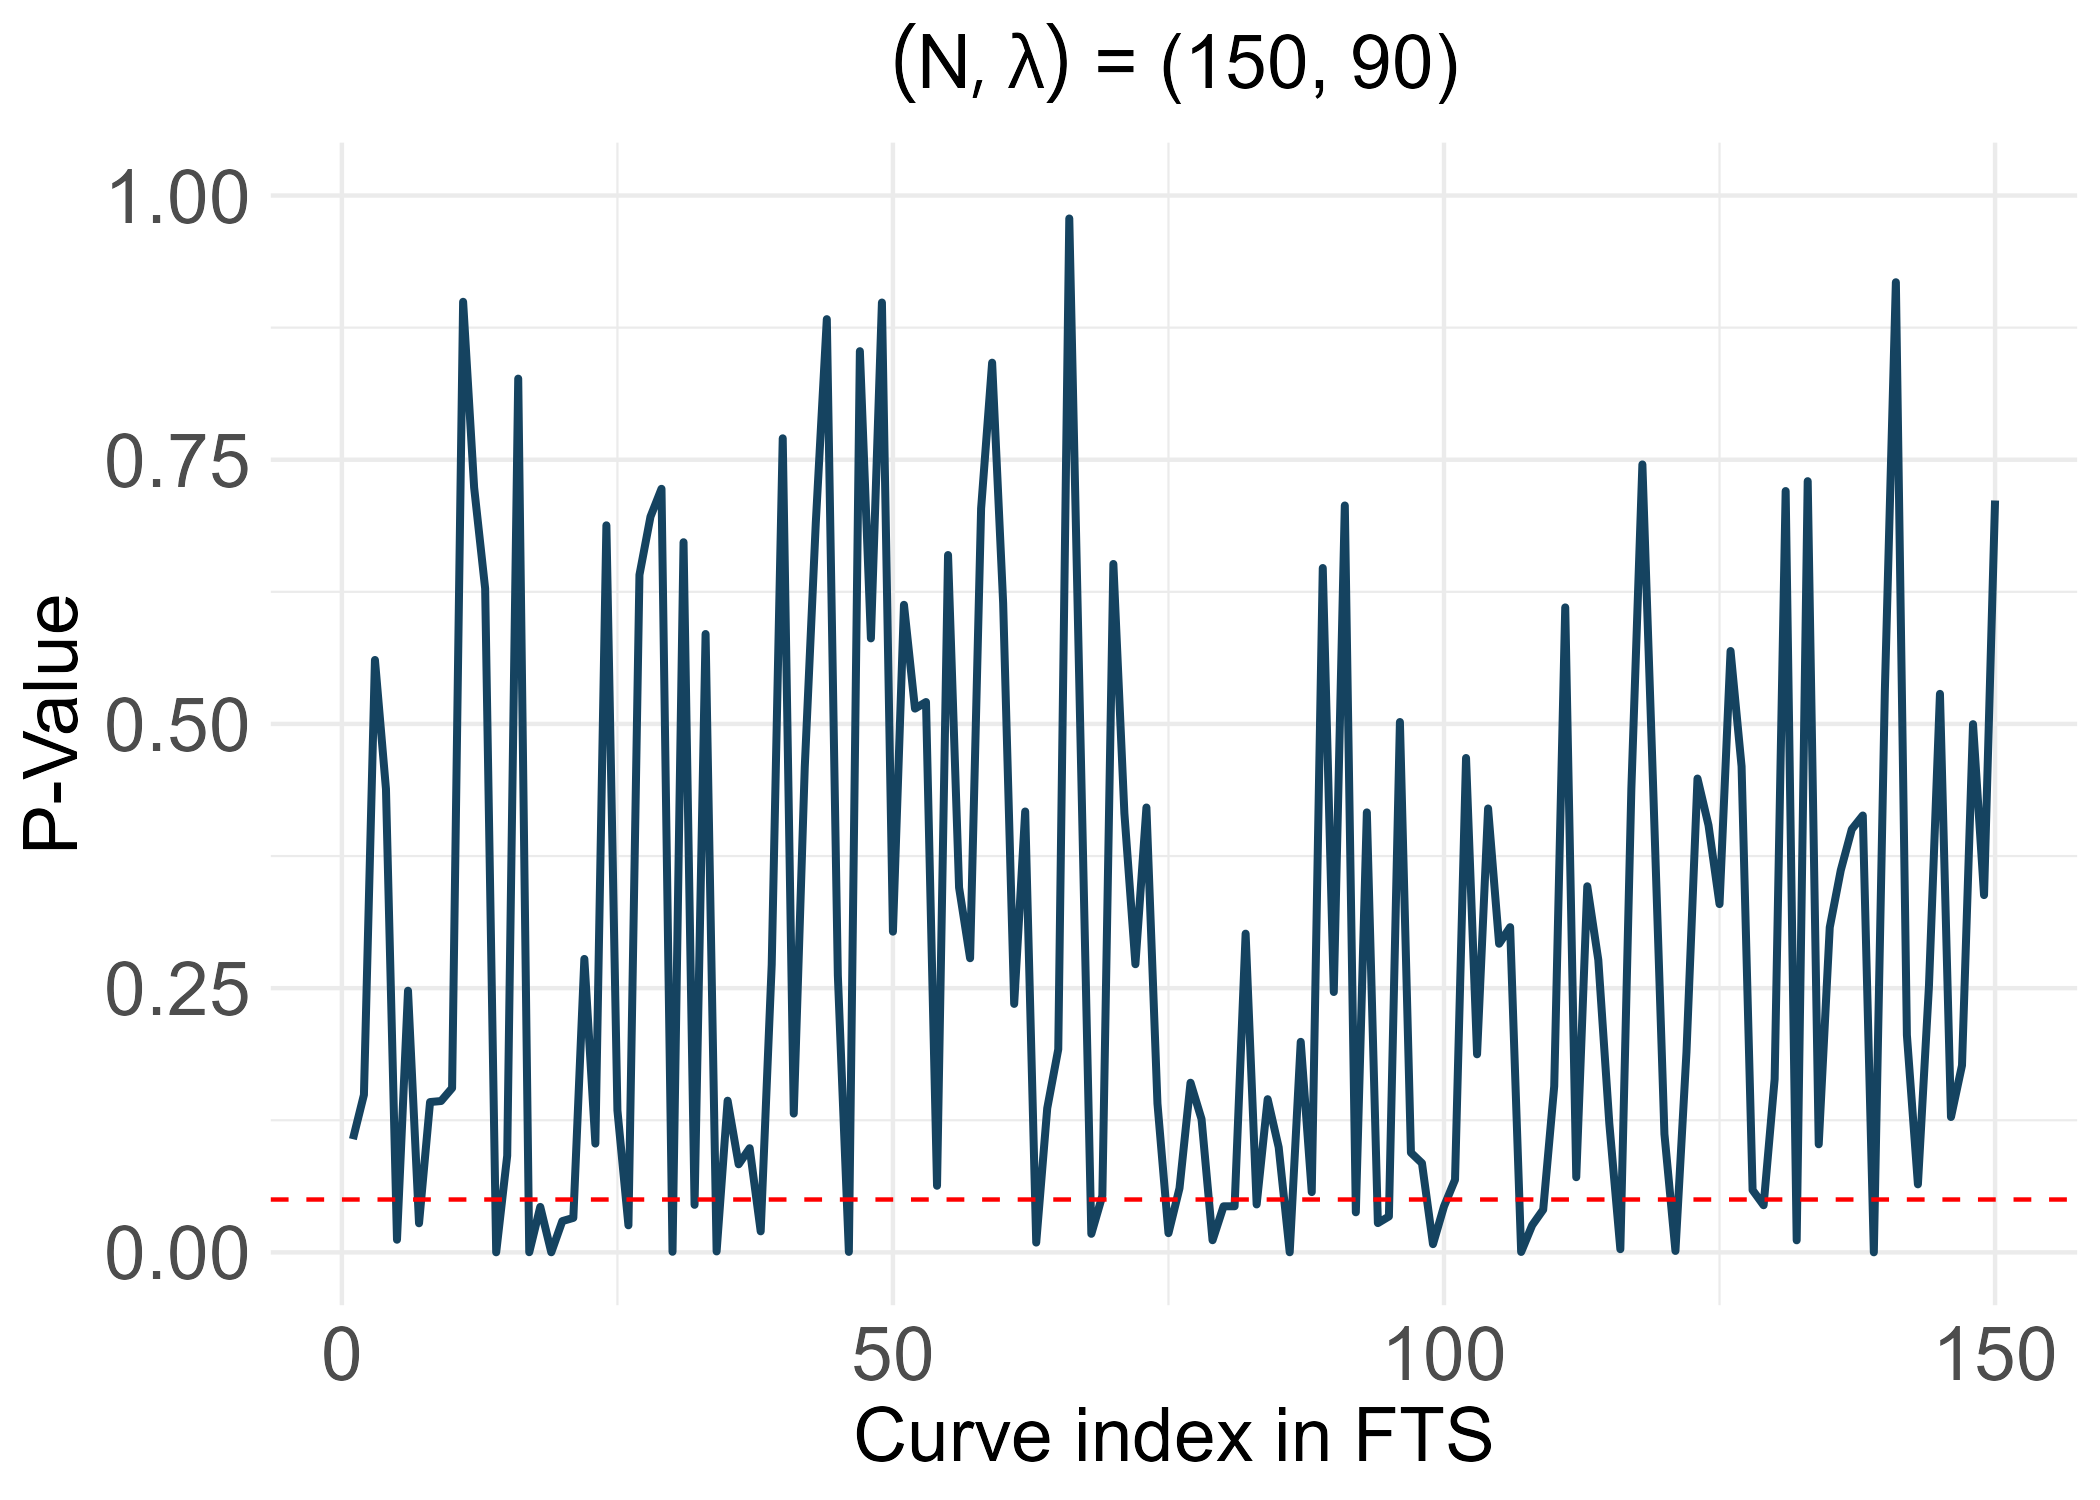 (N, λ) = (150, 90)
1.00
0.75
0.50
0.25
0.00
P-Value
0 50 100 150
Curve index in FTS